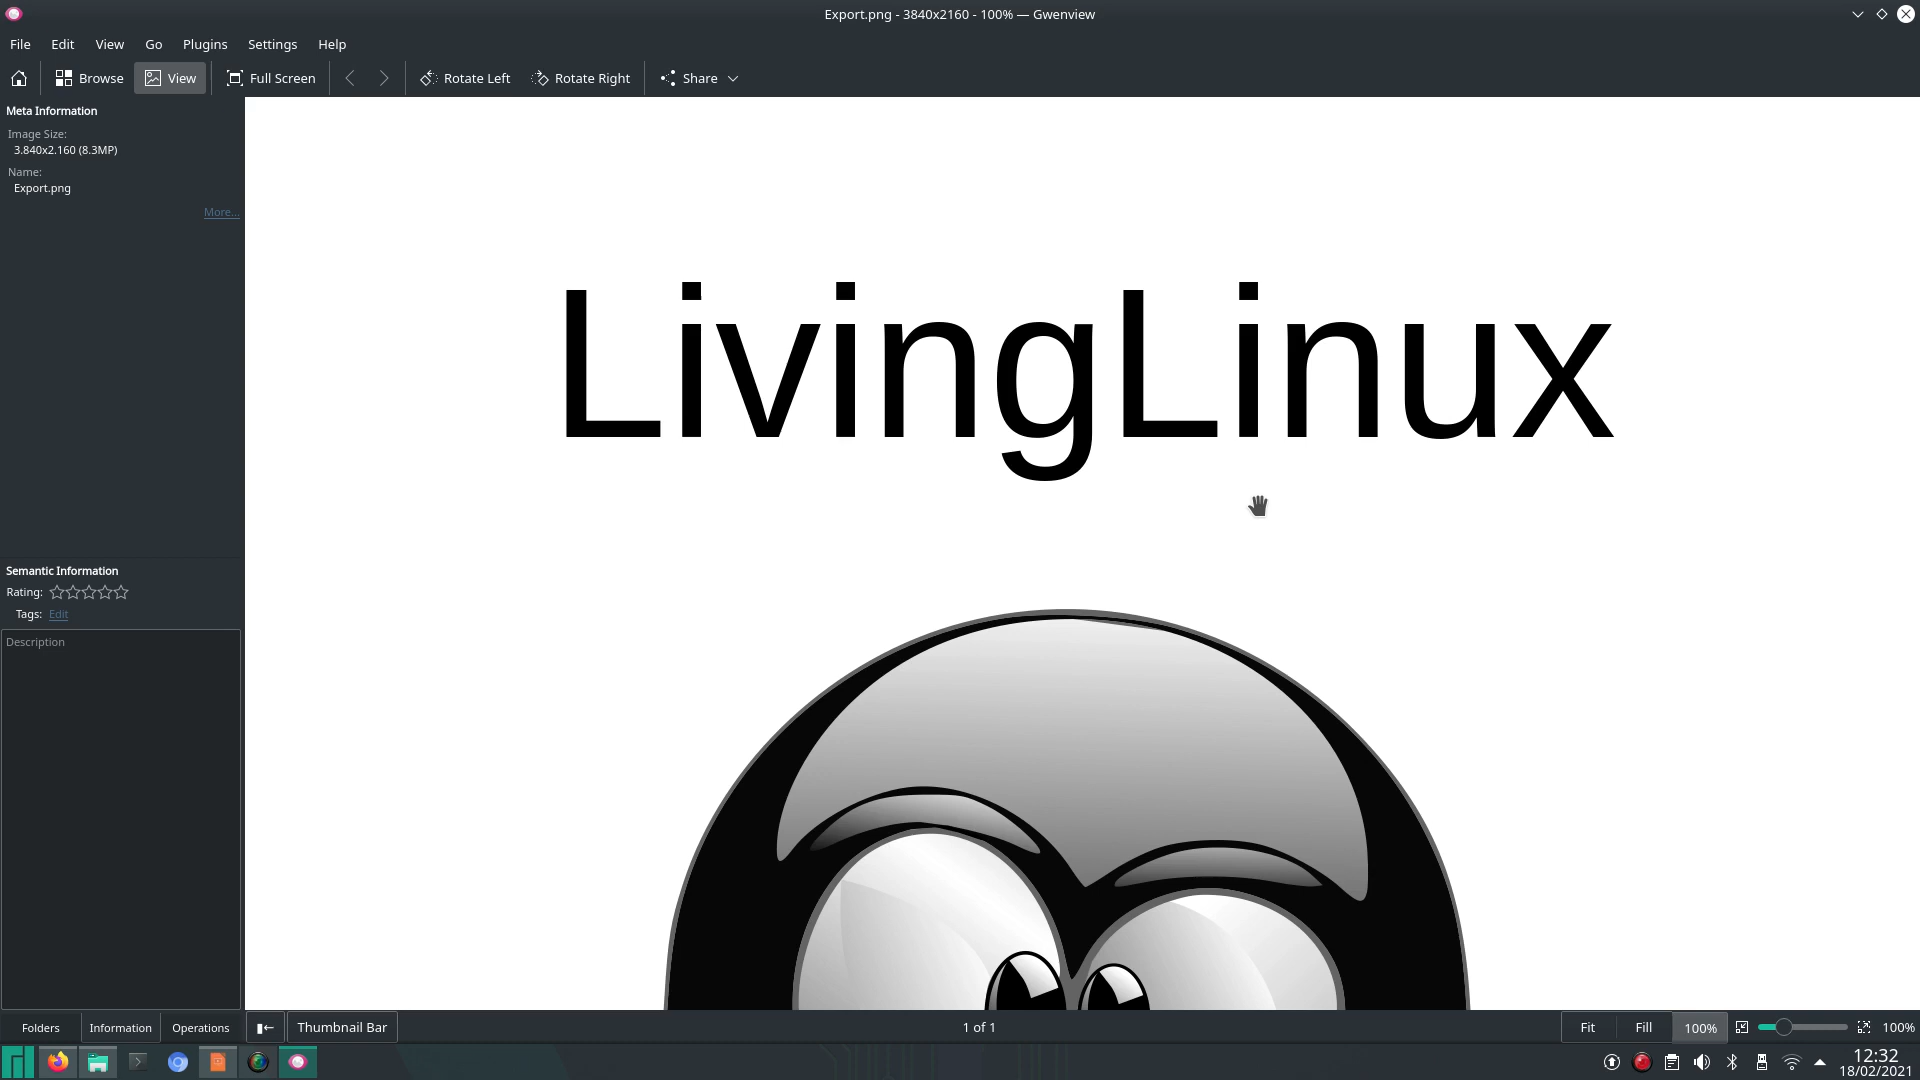 Export.png - 3840x2160 - 100% — Gwenview
File Edit View Go Plugins Settings Help
Browse View Full Screen Rotate Left Rotate Right Share
Meta Information
Image Size:
3.840x2.160 (8.3MP)
Name:
Export.png
More...
LivingLinux
Semantic Information
Rating:
Tags: Edit
Description
Folders Information Operations Thumbnail Bar 1 of 1 Fit Fill 100% 100%
12:32
18/02/2021